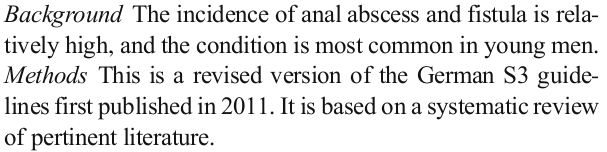 Background The incidence of anal abscess and fistula is rela-
tively high, and the condition is most common in young men.
Methods This is a revised version of the German S3 guide-
lines first published in 2011. It is based on a systematic review
of pertinent literature.